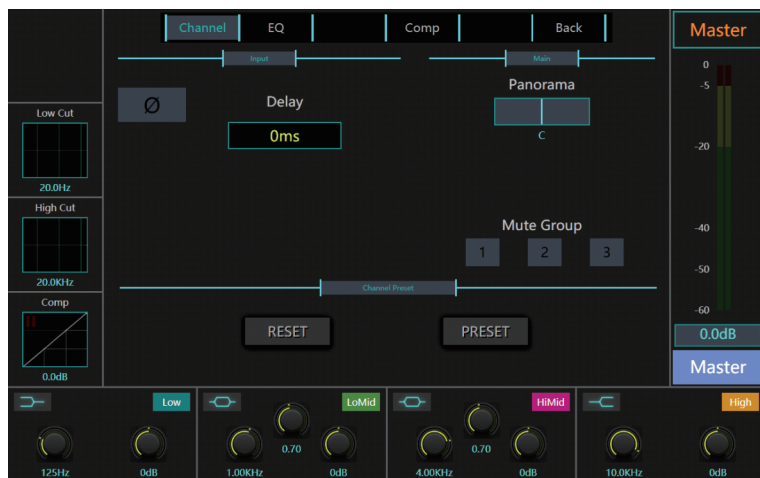 Channel EQ Comp Back
Master
Input
Main
0
-5
-20
-40
-50
-60
0.0dB
Master
Low Cut
20.0Hz
High Cut
20.0KHz
Comp
0.0dB
Ø
Delay
0ms
Panorama
C
Mute Group
1 2 3
Channel Preset
RESET PRESET
Low
125Hz 0dB
LoMid
0.70
1.00KHz 0dB
HiMid
0.70
4.00KHz 0dB
High
10.0KHz 0dB